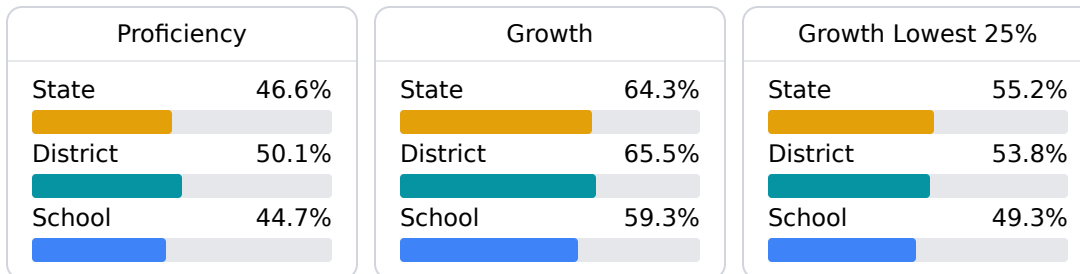 Proficiency
State 46.6%
District 50.1%
School 44.7%
Growth
State 64.3%
District 65.5%
School 59.3%
Growth Lowest 25%
State 55.2%
District 53.8%
School 49.3%